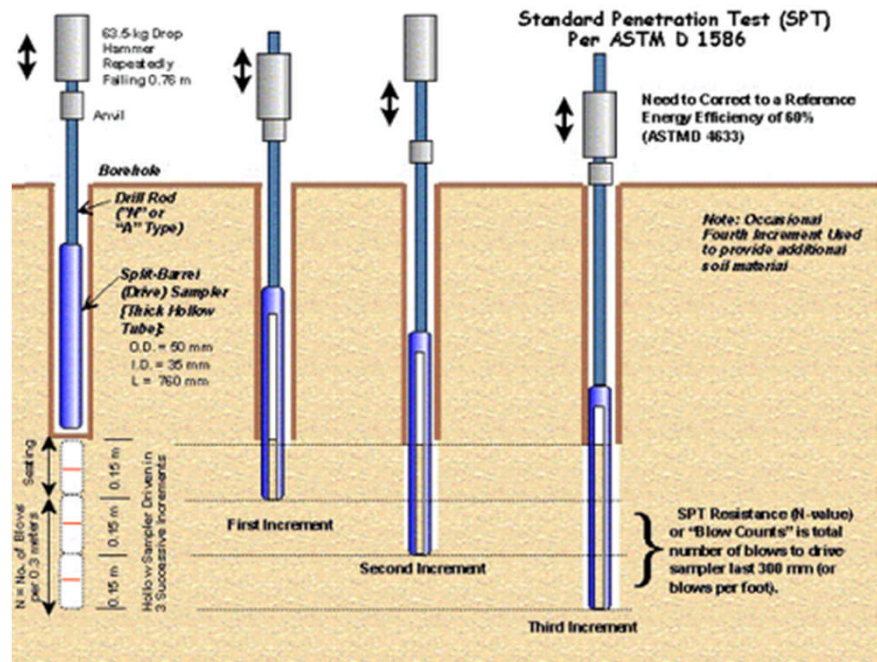 Standard Penetration Test (SPT)
Per ASTM D 1586
63.5-kg Drop
Hammer
Repeatedly
Falling 0.76 m
Anvil
Need to Correct to a Reference
Energy Efficiency of 60%
(ASTMD 4633)
Borehole
Drill Rod
("N" or
"A" Type)
Split-Barrel
(Drive) Sampler
[Thick Hollow
Tube]:
O.D. = 50 mm
I.D. = 35 mm
L = 760 mm
Note: Occasional
Fourth Increment Used
to provide additional
soil material
Seating
0.15 m
0.15 m
0.15 m
N = No. of Blows
per 0.3 meters
Hollow Sampler Driven in
3 Successive Increments
First Increment
Second Increment
Third Increment
SPT Resistance (N-value)
or "Blow Counts" is total
number of blows to drive
sampler last 300 mm (or
blows per foot).